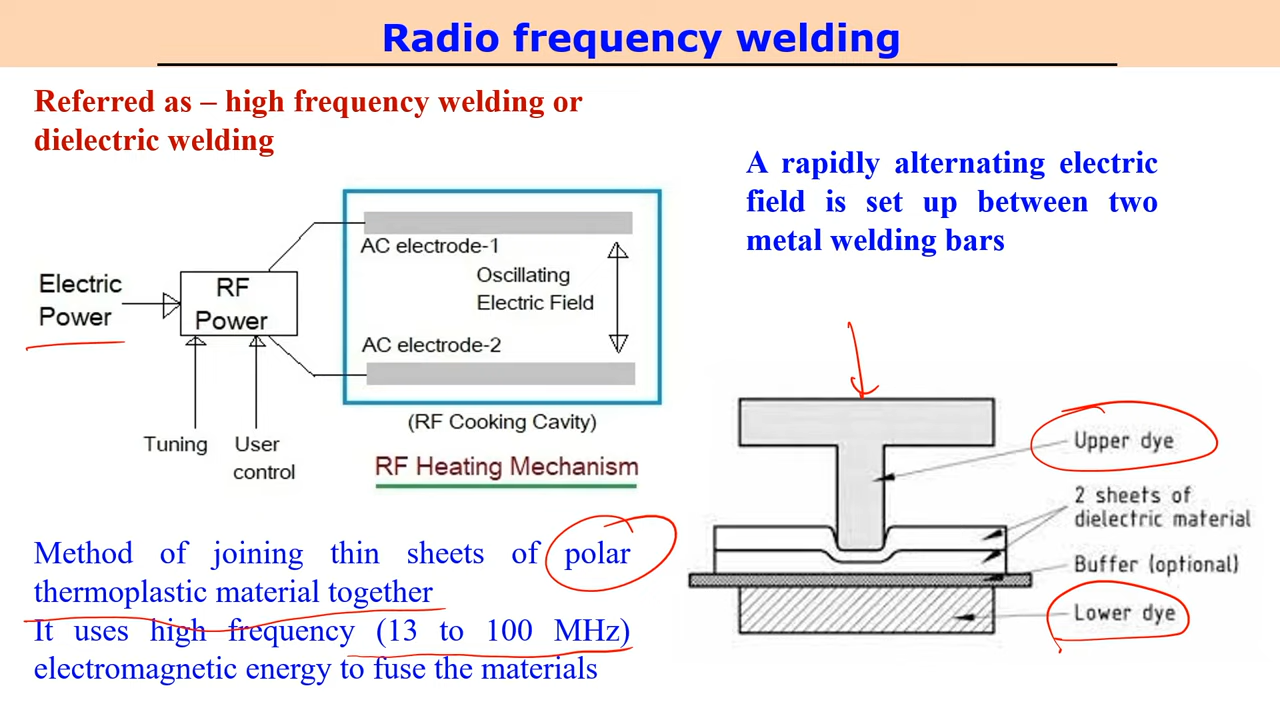 Radio frequency welding
Referred as – high frequency welding or
dielectric welding
A rapidly alternating electric
field is set up between two
metal welding bars
Electric
Power
RF
Power
Tuning
User
control
AC electrode-1
Oscillating
Electric Field
AC electrode-2
(RF Cooking Cavity)
RF Heating Mechanism
Upper dye
2 sheets of
dielectric material
Buffer (optional)
Lower dye
Method of joining thin sheets of polar
thermoplastic material together
It uses high frequency (13 to 100 MHz)
electromagnetic energy to fuse the materials